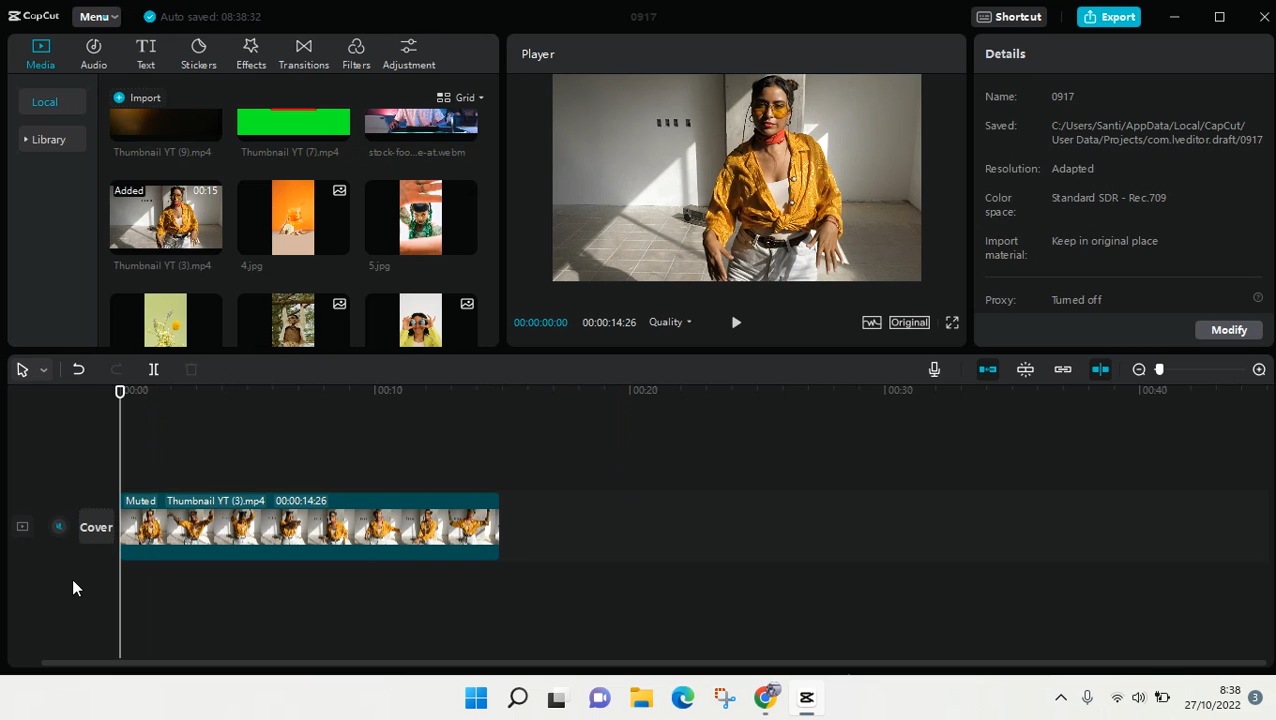 CapCut
Menu
Auto saved: 08:38:32
0917
Shortcut
Export
Media
Audio
Text
Stickers
Effects
Transitions
Filters
Adjustment
Player
Details
Local
Import
Grid
Library
Thumbnail YT (9).mp4
Thumbnail YT (7).mp4
stock-foo...e-at.webm
Added
00:15
Thumbnail YT (3).mp4
4.jpg
5.jpg
00:00:00:00
00:00:14:26
Quality
Original
Name:
0917
Saved:
C:/Users/Santi/AppData/Local/CapCut/
User Data/Projects/com.lveditor.draft/0917
Resolution:
Adapted
Color
space:
Standard SDR - Rec.709
Import
material:
Keep in original place
Proxy:
Turned off
Modify
00:00
00:10
00:20
00:30
00:40
Muted
Thumbnail YT (3).mp4
00:00:14:26
Cover
8:38
27/10/2022
3